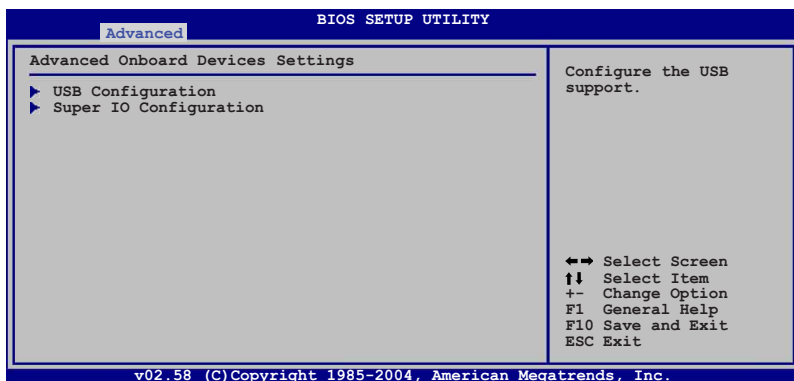 BIOS SETUP UTILITY
Advanced
Advanced Onboard Devices Settings
USB Configuration
Super IO Configuration
Configure the USB
support.
Select Screen
Select Item
+- Change Option
F1 General Help
F10 Save and Exit
ESC Exit
v02.58 (C)Copyright 1985-2004, American Megatrends, Inc.